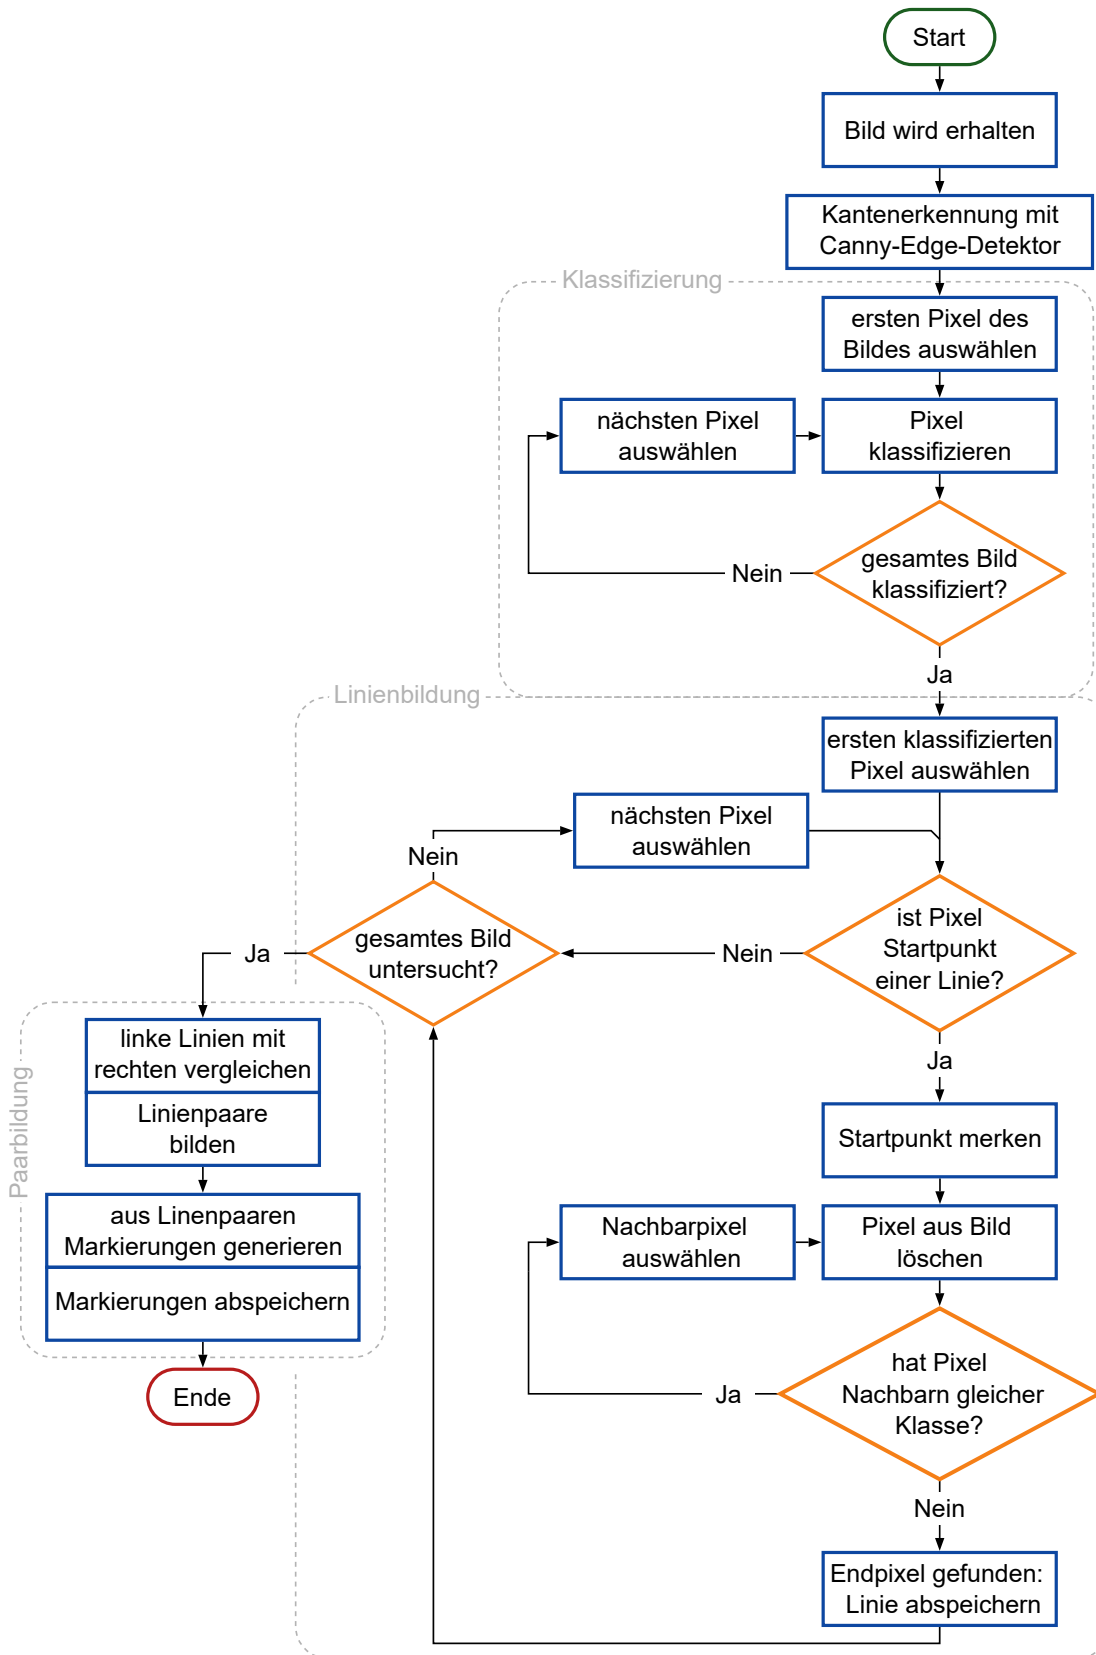 Start
Bild wird erhalten
Kantenerkennung mit
Canny-Edge-Detektor
Klassifizierung
ersten Pixel des
Bildes auswählen
nächsten Pixel
auswählen
Pixel
klassifizieren
gesamtes Bild
klassifiziert?
Nein
Ja
Linienbildung
ersten klassifizierten
Pixel auswählen
nächsten Pixel
auswählen
Nein
ist Pixel
Startpunkt
einer Linie?
Nein
gesamtes Bild
untersucht?
Ja
Ja
Paarbildung
linke Linien mit
rechten vergleichen
Linienpaare
bilden
aus Linenpaaren
Markierungen generieren
Markierungen abspeichern
Ende
Startpunkt merken
Nachbarpixel
auswählen
Pixel aus Bild
löschen
hat Pixel
Nachbarn gleicher
Klasse?
Ja
Nein
Endpixel gefunden:
Linie abspeichern